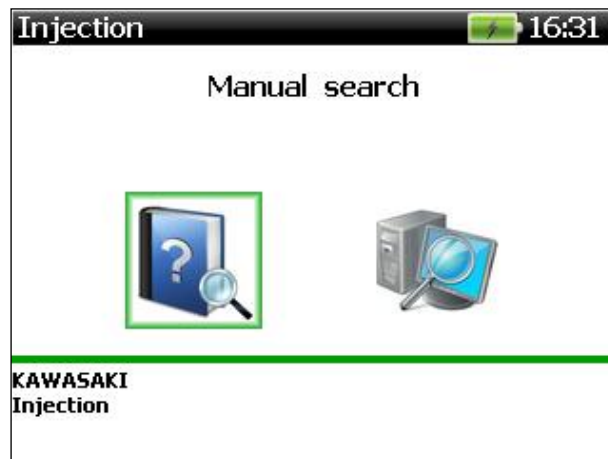 Injection
16:31
Manual search
?
KAWASAKI
Injection